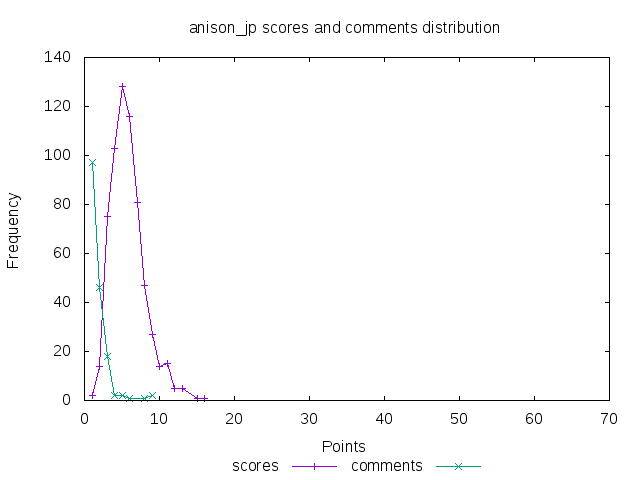 anison_jp scores and comments distribution
140
120
100
80
60
40
20
0
Frequency
0 10 20 30 40 50 60 70
Points
scores comments